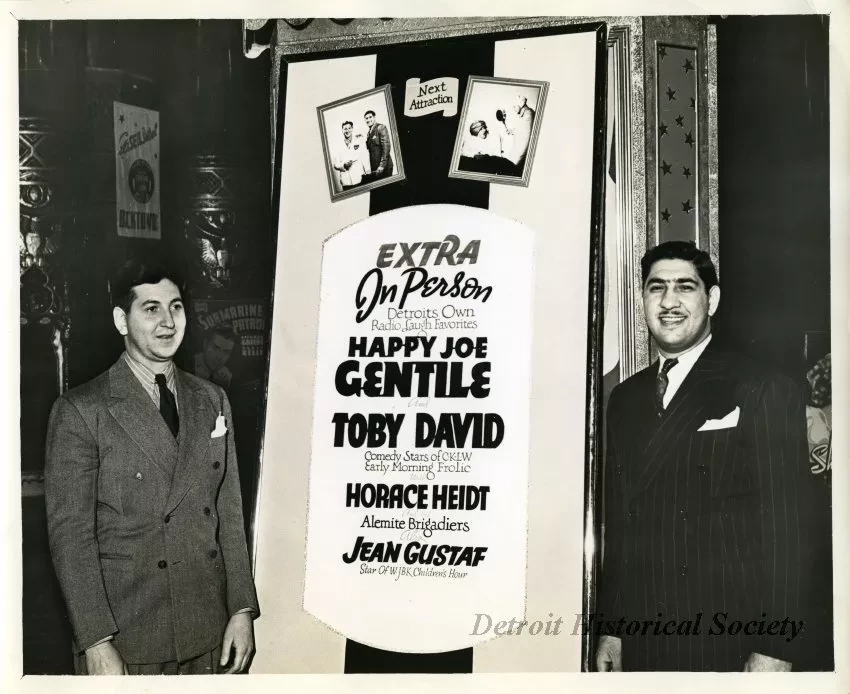 Next
Attraction
EXTRA
In Person
Detroits Own
Radio Laugh Favorites
HAPPY JOE
GENTILE
and
TOBY DAVID
Comedy Stars of CKLW
Early Morning Frolic
HORACE HEIDT
Alemite Brigadiers
Also
JEAN GUSTAF
Star Of WJBK Children's Hour
SUBMARINE
PATROL
Detroit Historical Society